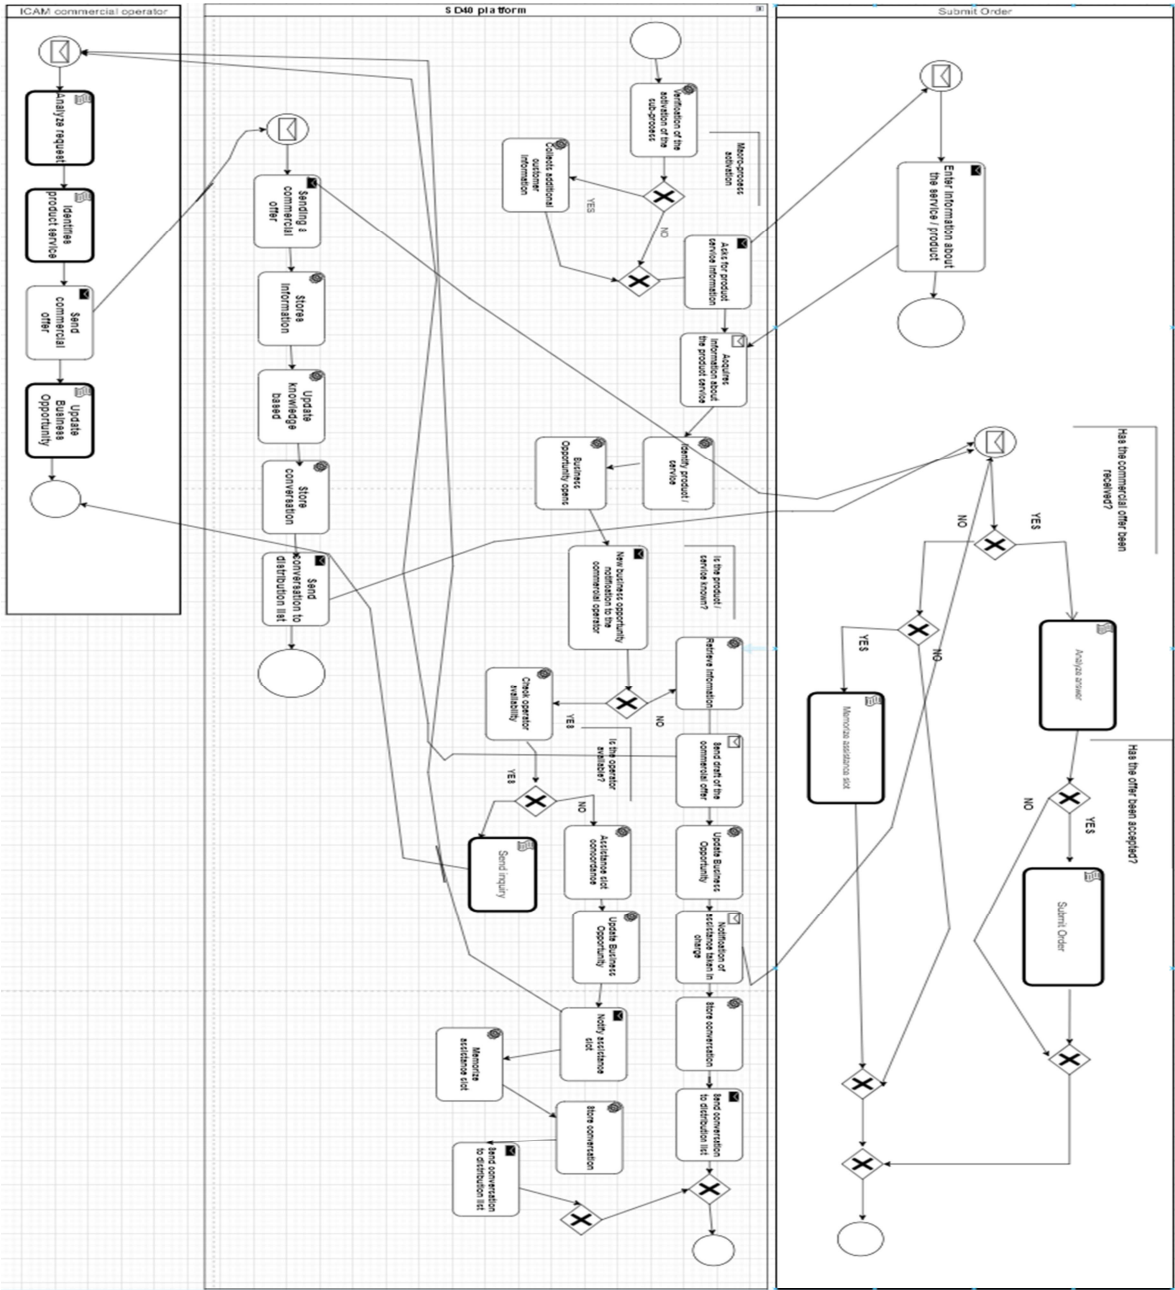 ICAM commercial operator
Analyze request
Identifies
product service
Send
commercial
offer
Update
Business
Opportunity
SD40 platform
Sending a
commercial
offer
Stores
information
Update
knowledge
based
Store
conversation
Send
conversation to
distribution list
Verification of the
activation of the
sub-process
Macro-process
activation
Collects additional
customer
information
YES
NO
Asks for product
service information
Acquires
information about
the product service
Identify product /
service
Business
Opportunity opens
New business opportunity
notification to the
commercial operator
Is the product /
service known?
Retrieve information
NO
YES
Check operator
availability
Is the operator
available?
YES
NO
Send inquiry
Send draft of the
commercial offer
Update Business
Opportunity
Notification of
assistance taken in
charge
Store conversation
Send conversation
to distribution list
Assistance slot
concordance
Update Business
Opportunity
Notify assistance
slot
Memorize
assistance slot
Store conversation
Send conversation
to distribution list
Submit Order
Enter information about
the service / product
Has the commercial offer been
received?
YES
NO
YES
NO
Analyze answer
Memorize assistance slot
Has the offer been accepted?
NO
YES
Submit Order